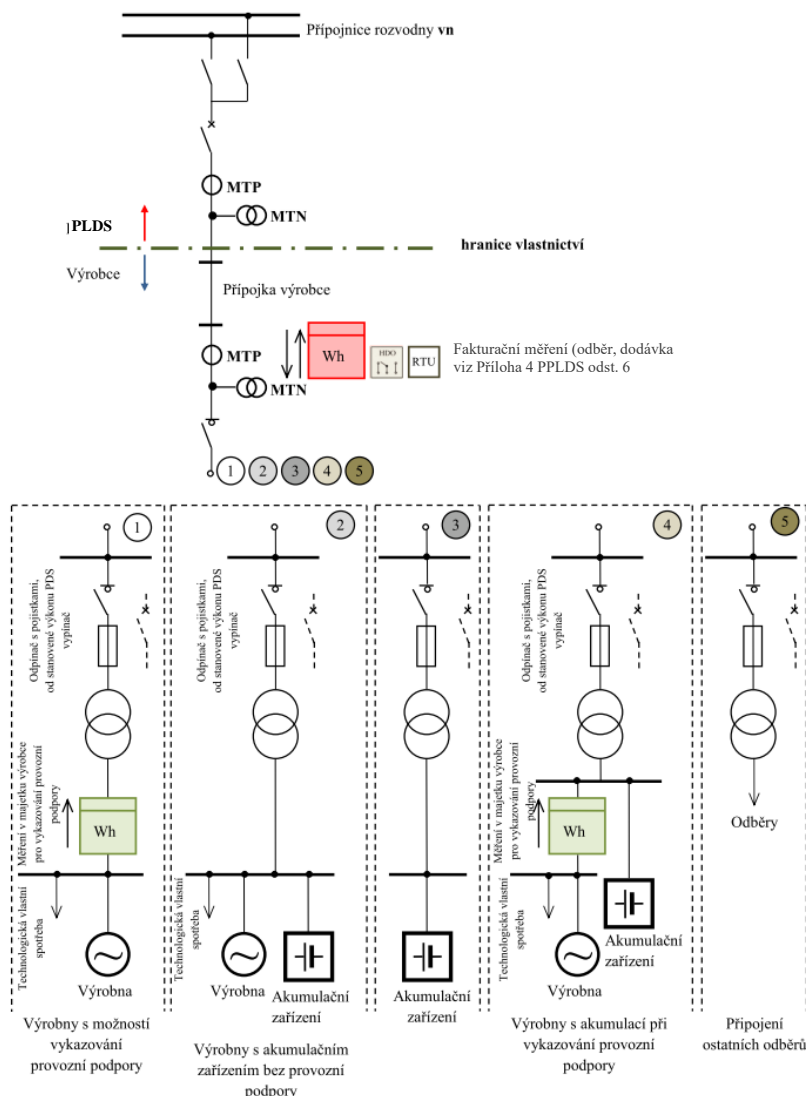 Přípojnice rozvodny vn
MTP
MTN
]PLDS
hranice vlastnictví
Výrobce
Přípojka výrobce
MTP
Wh
HDO
RTU
Fakturační měření (odběr, dodávka
viz Příloha 4 PPLDS odst. 6
MTN
1
2
3
4
5
1
Odpínač s pojistkami,
od stanovené výkonu PDS
vypínač
Měření v majetku výrobce
pro vykazování provozní
podpory
Wh
Technologická vlastní
spotřeba
Výrobna
Výrobny s možností
vykazování
provozní podpory
2
Odpínač s pojistkami,
od stanovené výkonu PDS
vypínač
Technologická vlastní
spotřeba
Výrobna
Akumulační
zařízení
Výrobny s akumulačním
zařízením bez provozní
podpory
3
Akumulační
zařízení
4
Odpínač s pojistkami,
od stanovené výkonu PDS
vypínač
Měření v majetku výrobce
pro vykazování provozní
podpory
Wh
Technologická vlastní
spotřeba
Výrobna
Akumulační
zařízení
Výrobny s akumulací při
vykazování provozní
podpory
5
Odběry
Připojení
ostatních odběrů